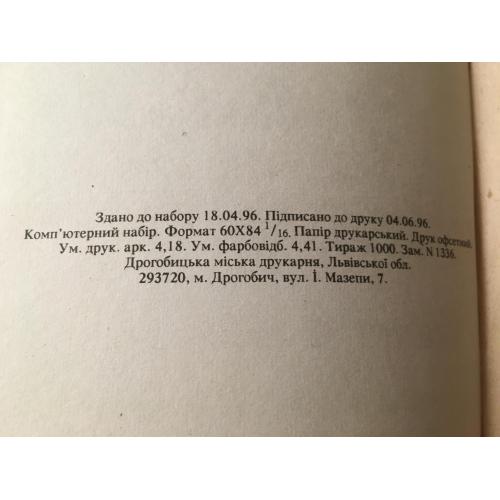 Здано до набору 18.04.96. Підписано до друку 04.06.96.
Комп'ютерний набір. Формат 60X84 1/16. Папір друкарський. Друк офсетний.
Ум. друк. арк. 4,18. Ум. фарбовідб. 4,41. Тираж 1000. Зам. N 1336.
Дрогобицька міська друкарня, Львівської обл.
293720, м. Дрогобич, вул. І. Мазепи, 7.